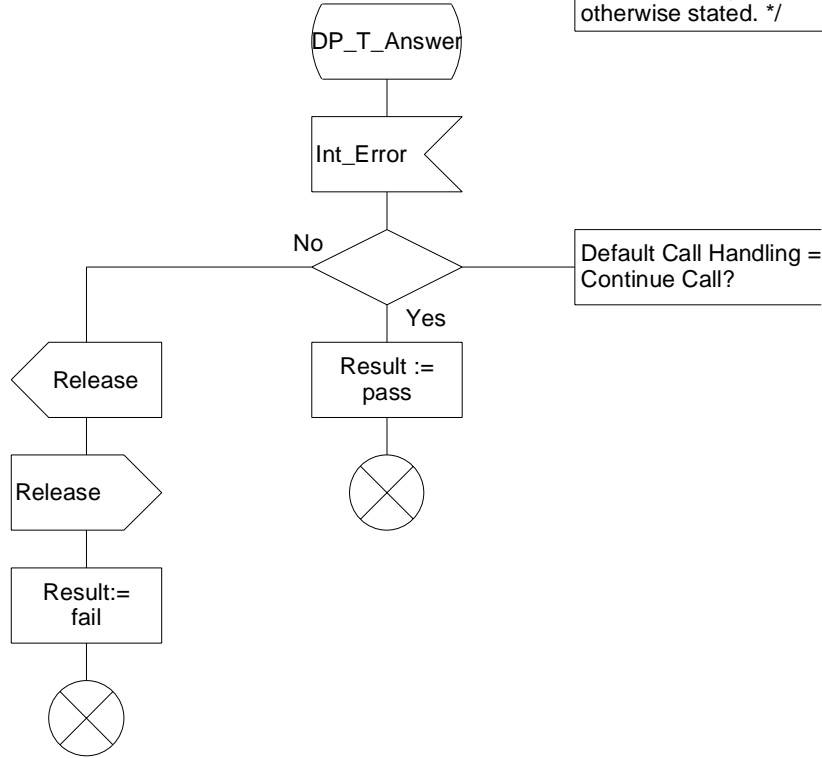 otherwise stated. */
DP_T_Answer
Int_Error
No
Default Call Handling =
Continue Call?
Yes
Release
Result :=
pass
Release
Result:=
fail